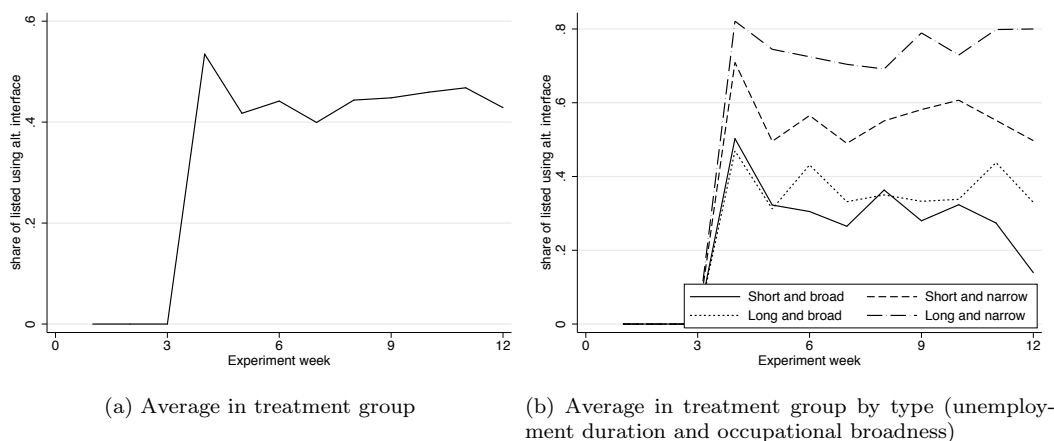 share of listed using alt. interface
.6
.4
.2
0
0 3 6 9 12
Experiment week
(a) Average in treatment group
share of listed using alt. interface
.8
.6
.4
.2
0
Short and broad Short and narrow
Long and broad Long and narrow
0 3 6 9 12
Experiment week
(b) Average in treatment group by type (unemploy-
ment duration and occupational broadness)